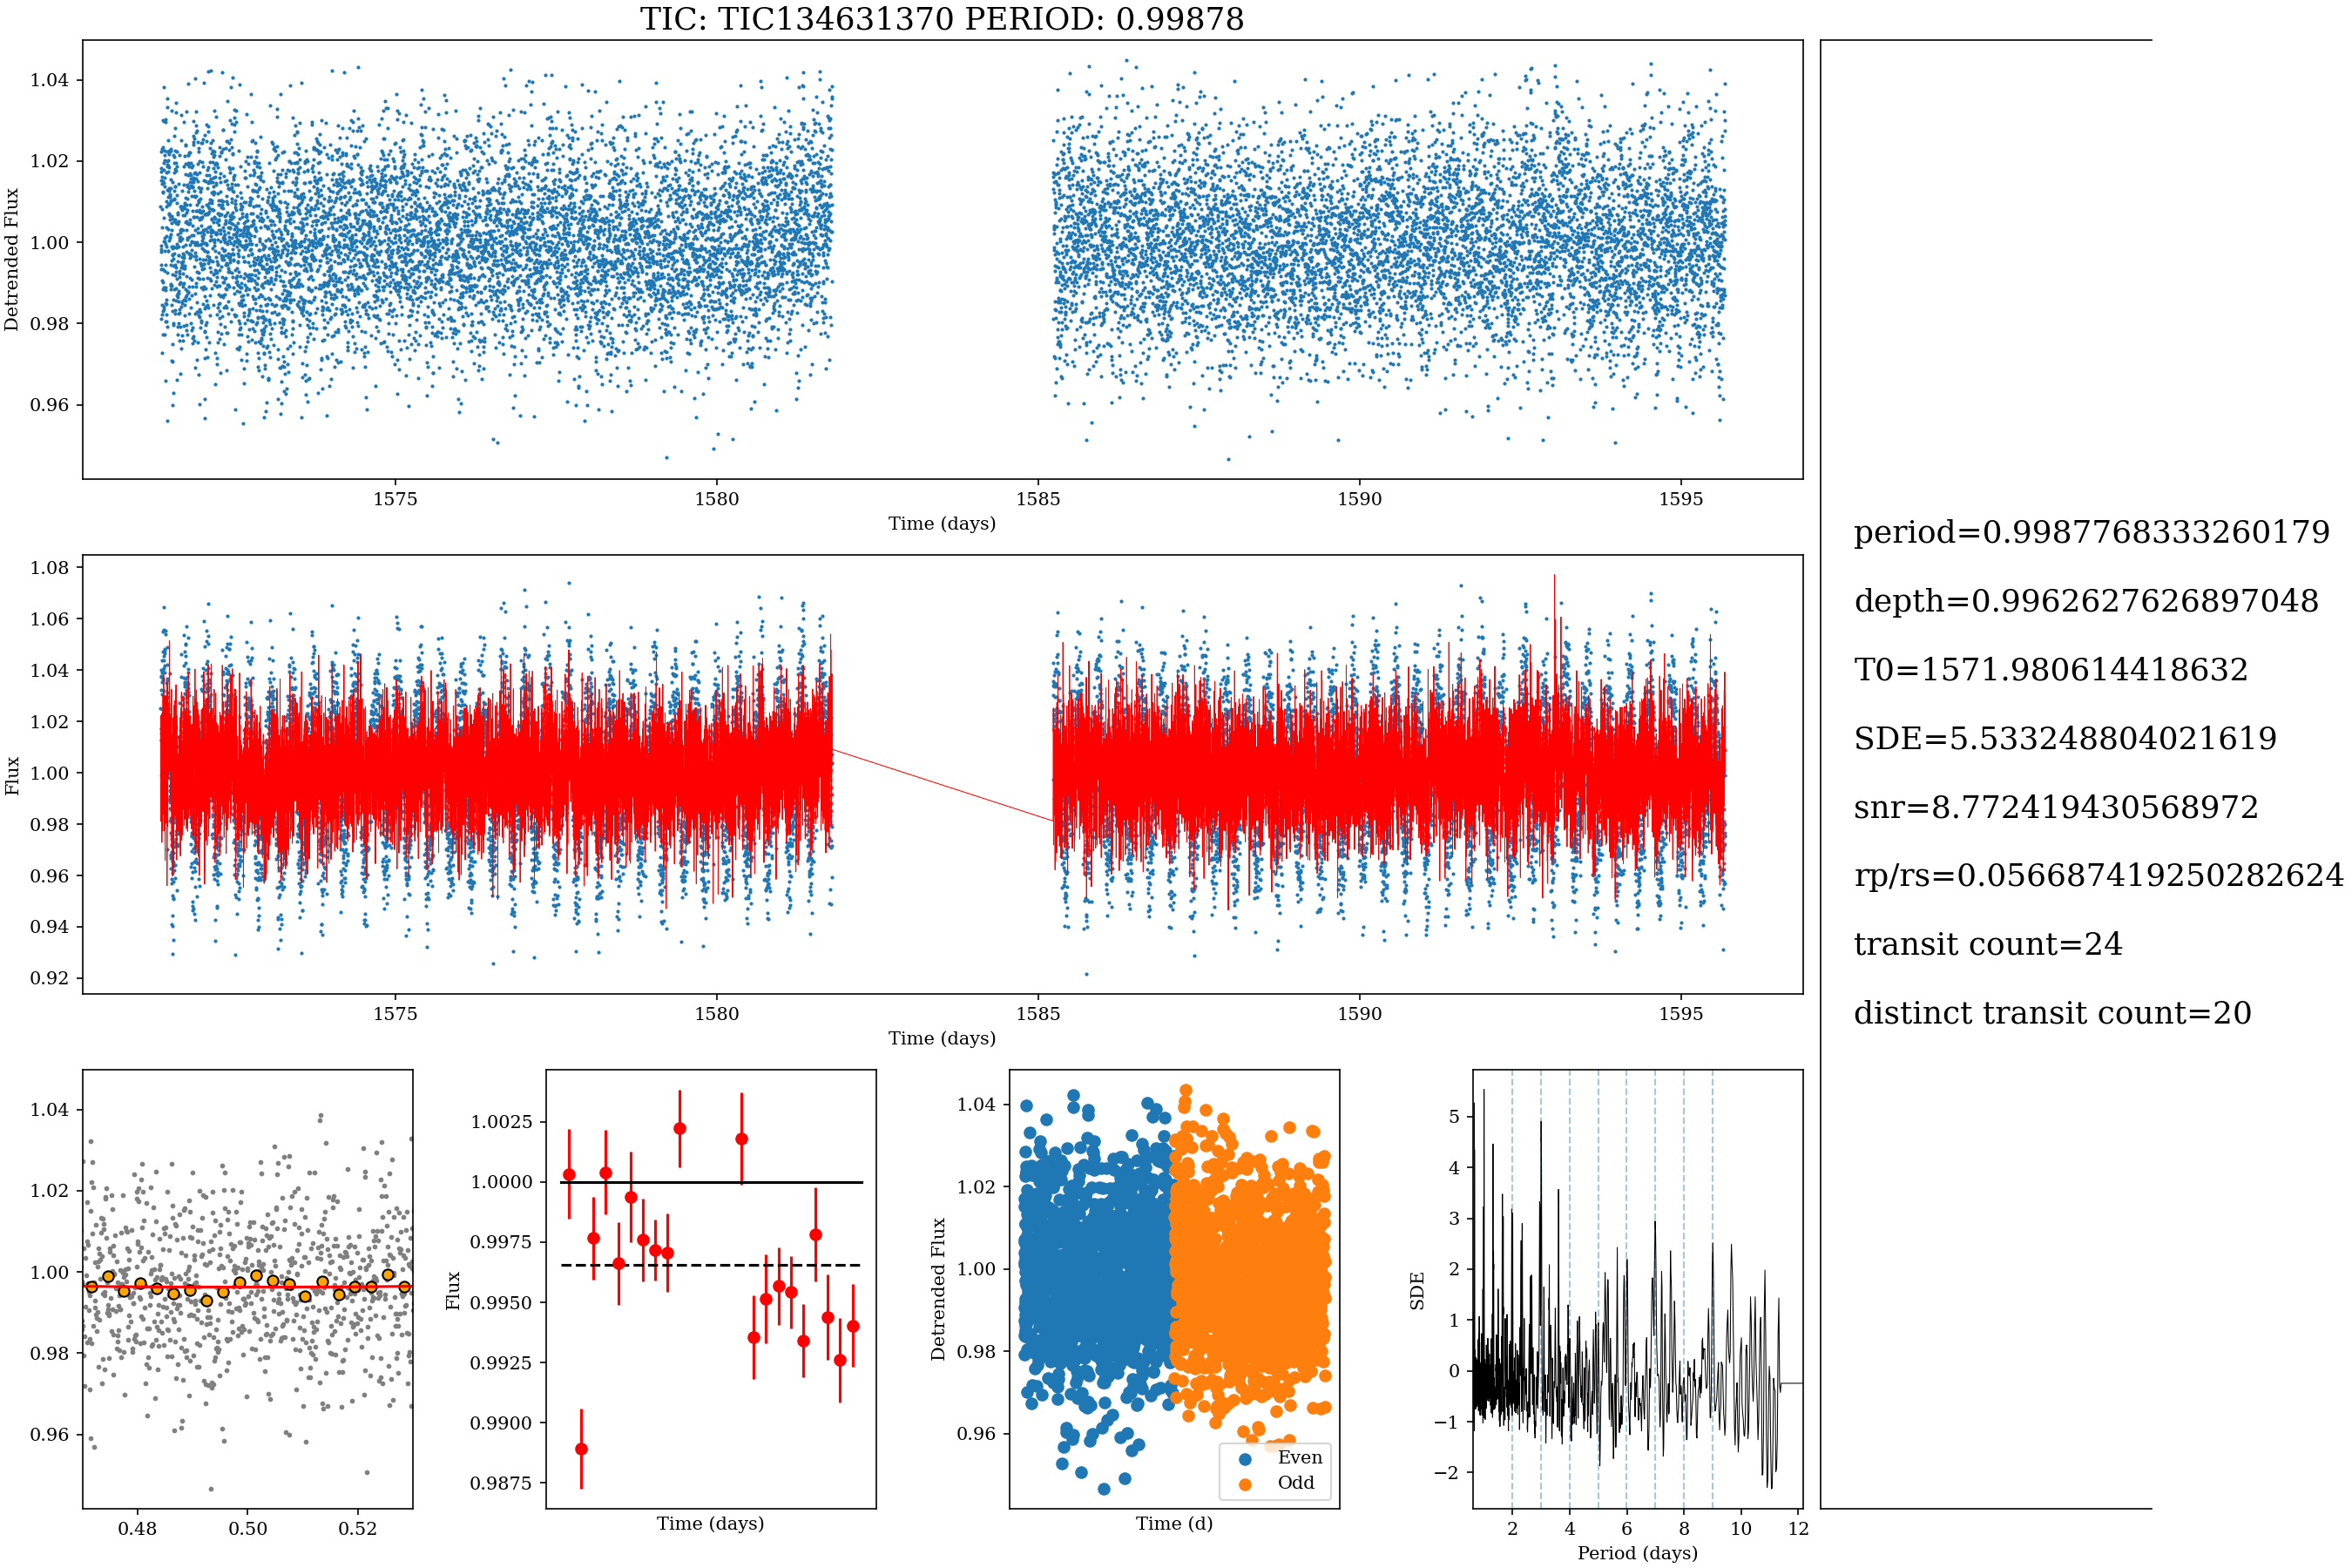 TIC: TIC134631370 PERIOD: 0.99878
1.04
1.02
1.00
0.98
0.96
Detrended Flux
1575
1580
1585
1590
1595
Time (days)
1.08
1.06
1.04
1.02
1.00
0.98
0.96
0.94
0.92
Flux
1575
1580
1585
1590
1595
Time (days)
period=0.9987768333260179
depth=0.9962627626897048
T0=1571.980614418632
SDE=5.533248804021619
snr=8.772419430568972
rp/rs=0.056687419250282624
transit count=24
distinct transit count=20
1.04
1.02
1.00
0.98
0.96
0.48
0.50
0.52
1.0025
1.0000
0.9975
0.9950
0.9925
0.9900
0.9875
Flux
Time (days)
1.04
1.02
1.00
0.98
0.96
Detrended Flux
Even
Odd
Time (d)
5
4
3
2
1
0
−1
−2
SDE
2
4
6
8
10
12
Period (days)